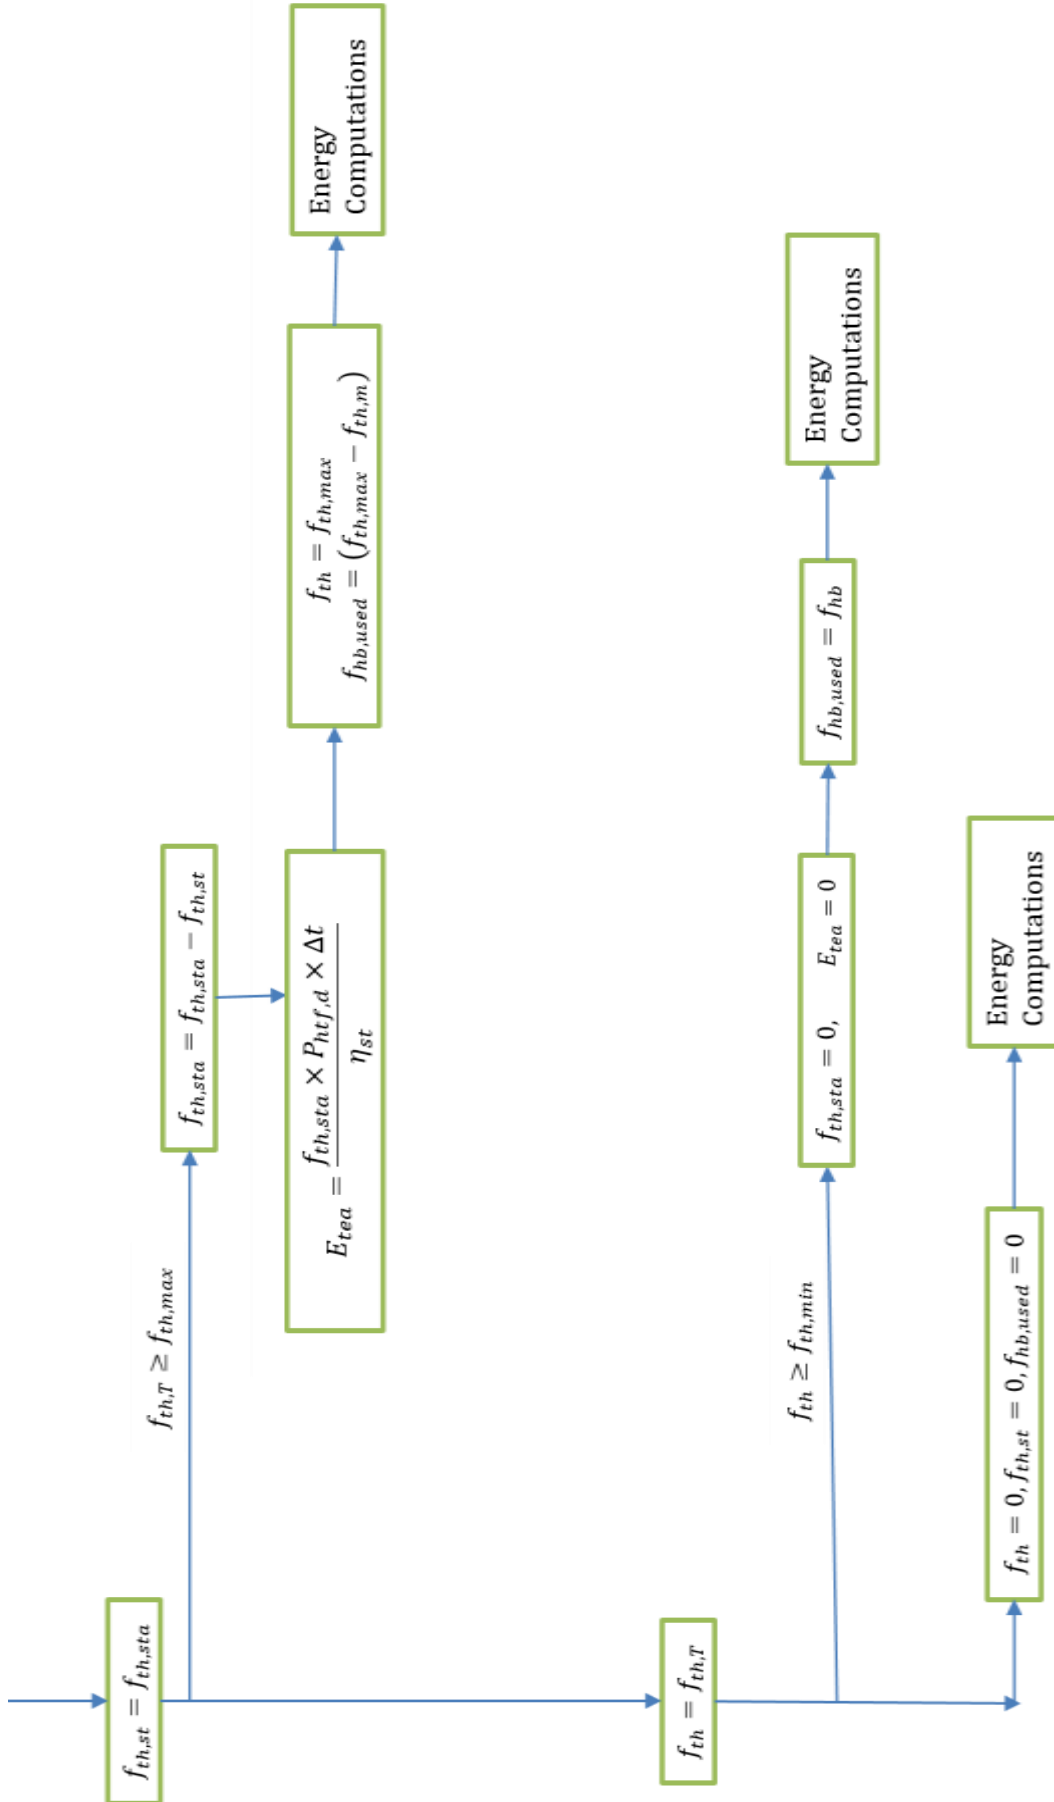 f_{th,st} = f_{th,sta}
f_{th,T} ≥ f_{th,max}
f_{th,sta} = f_{th,sta} − f_{th,st}
E_{tea} = \frac{f_{th,sta} × P_{htf,d} × Δt}{η_{st}}
f_{th} = f_{th,max}
f_{hb,used} = (f_{th,max} − f_{th,m})
Energy
Computations
f_{th} = f_{th,T}
f_{th} ≥ f_{th,min}
f_{th,sta} = 0, E_{tea} = 0
f_{hb,used} = f_{hb}
Energy
Computations
f_{th} = 0, f_{th,st} = 0, f_{hb,used} = 0
Energy
Computations